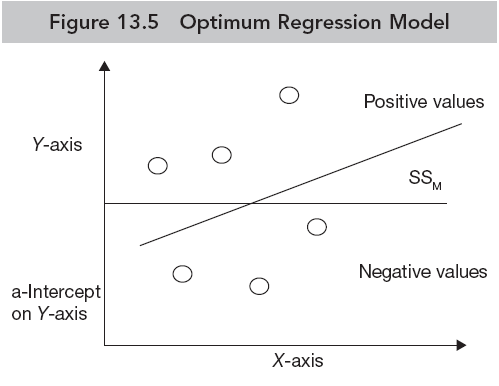 Figure 13.5 Optimum Regression Model
Positive values
Y-axis
SSM
Negative values
a-Intercept
on Y-axis
X-axis